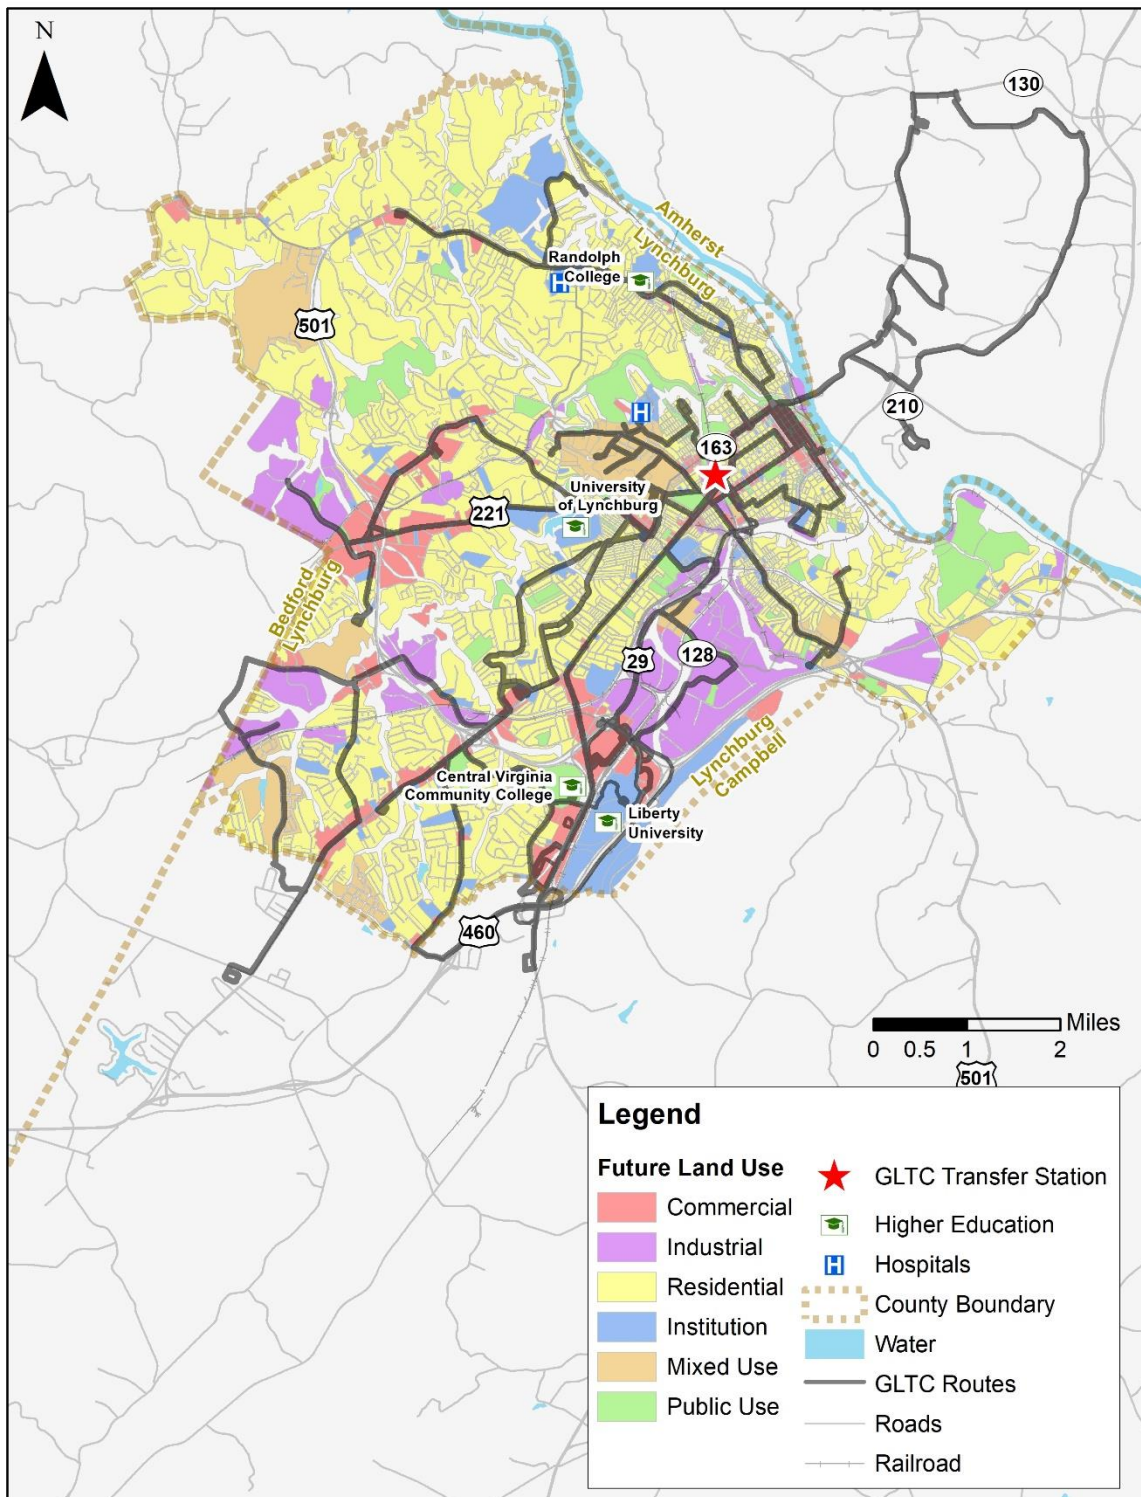 N
130
Amherst
Lynchburg
Randolph
College
H
501
210
H
163
University
of Lynchburg
221
Bedford
Lynchburg
29
128
Lynchburg
Campbell
Central Virginia
Community College
Liberty
University
460
Miles
0 0.5 1 2
501
Legend
Future Land Use
Commercial
Industrial
Residential
Institution
Mixed Use
Public Use
GLTC Transfer Station
Higher Education
H Hospitals
County Boundary
Water
GLTC Routes
Roads
Railroad